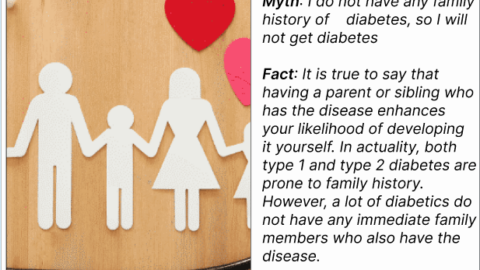 Myth: I do not have any family
history of diabetes, so I will
not get diabetes
Fact: It is true to say that
having a parent or sibling who
has the disease enhances
your likelihood of developing
it yourself. In actuality, both
type 1 and type 2 diabetes are
prone to family history.
However, a lot of diabetics do
not have any immediate family
members who also have the
disease.